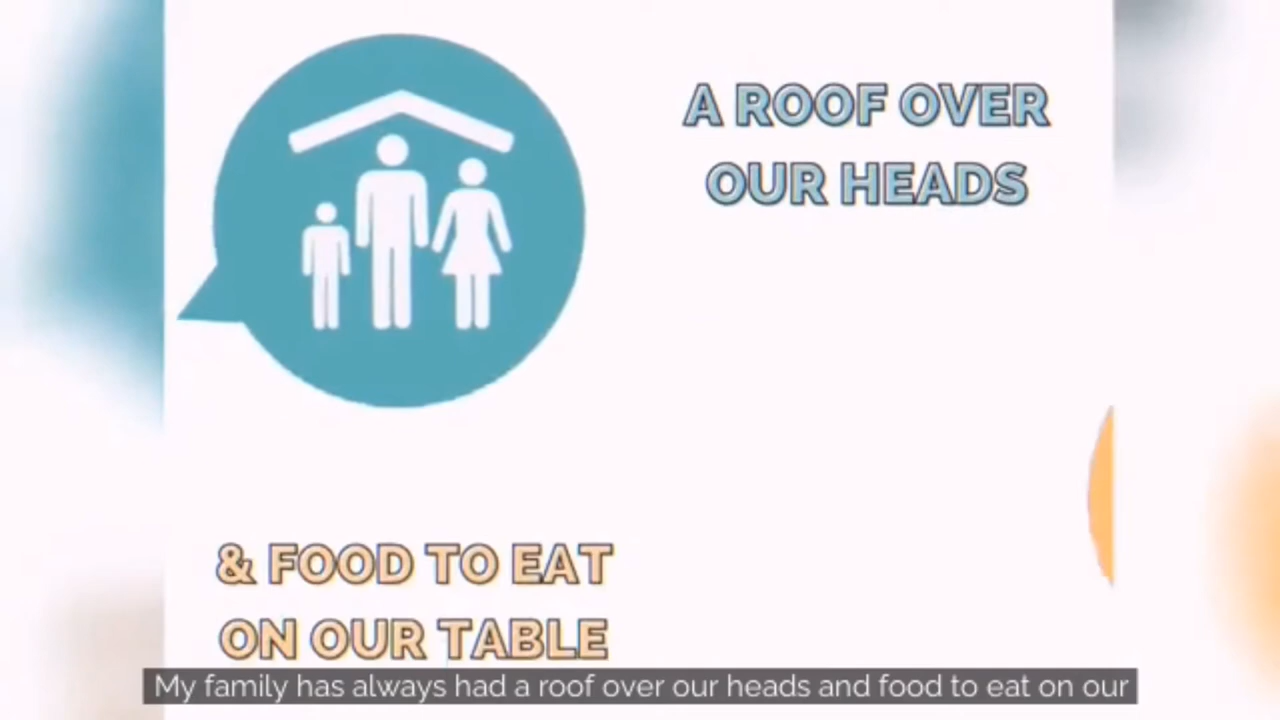 A ROOF OVER
OUR HEADS
& FOOD TO EAT
ON OUR TABLE
My family has always had a roof over our heads and food to eat on our